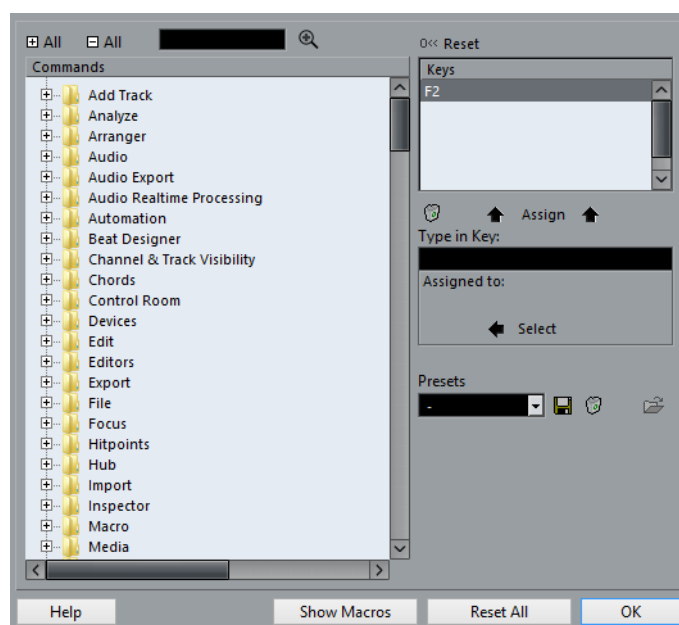 All All
0<< Reset
Commands
Keys
F2
Add Track
Analyze
Arranger
Audio
Audio Export
Audio Realtime Processing
Automation
Beat Designer
Channel & Track Visibility
Chords
Control Room
Devices
Edit
Editors
Export
File
Focus
Hitpoints
Hub
Import
Inspector
Macro
Media
Assign
Type in Key:
Assigned to:
Select
Presets
-
Help
Show Macros
Reset All
OK